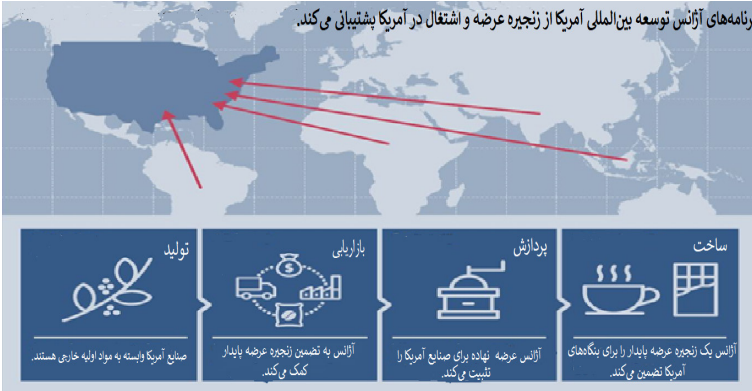 برنامه‌های آژانس توسعه بین‌المللی آمریکا از زنجیره عرضه و اشتغال در آمریکا پشتیبانی می‌کند.
تولید
صنایع آمریکا وابسته به مواد اولیه خارجی هستند.
بازاریابی
آژانس به تضمین زنجیره عرضه پایدار
کمک می‌کند.
پردازش
آژانس عرضه نهاده برای صنایع آمریکا را
تثبیت می‌کند.
ساخت
آژانس یک زنجیره عرضه پایدار را برای بنگاه‌های
آمریکا تضمین می‌کند.